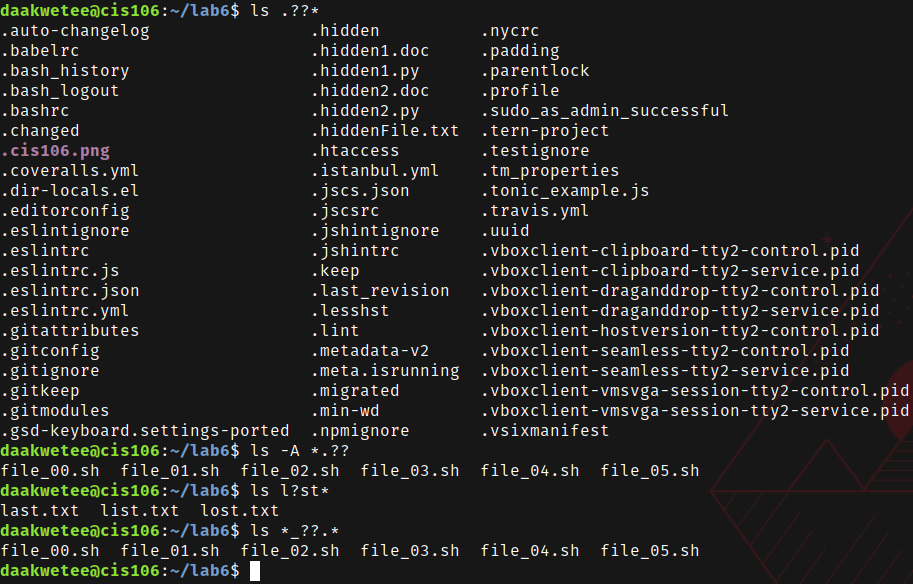 daakwetee@cis106:~/lab6$ ls .??*
.auto-changelog .hidden .nycrc
.babelrc .hidden1.doc .padding
.bash_history .hidden1.py .parentlock
.bash_logout .hidden2.doc .profile
.bashrc .hidden2.py .sudo_as_admin_successful
.changed .hiddenFile.txt .tern-project
.cis106.png .htaccess .testignore
.coveralls.yml .istanbul.yml .tm_properties
.dir-locals.el .jscs.json .tonic_example.js
.editorconfig .jscsrc .travis.yml
.eslintignore .jshintignore .uuid
.eslintrc .jshintrc .vboxclient-clipboard-tty2-control.pid
.eslintrc.js .keep .vboxclient-clipboard-tty2-service.pid
.eslintrc.json .last_revision .vboxclient-draganddrop-tty2-control.pid
.eslintrc.yml .lesshst .vboxclient-draganddrop-tty2-service.pid
.gitattributes .lint .vboxclient-hostversion-tty2-control.pid
.gitconfig .metadata-v2 .vboxclient-seamless-tty2-control.pid
.gitignore .meta.isrunning .vboxclient-seamless-tty2-service.pid
.gitkeep .migrated .vboxclient-vmsvga-session-tty2-control.pid
.gitmodules .min-wd .vboxclient-vmsvga-session-tty2-service.pid
.gsd-keyboard.settings-ported .npmignore .vsixmanifest
daakwetee@cis106:~/lab6$ ls -A *.??
file_00.sh file_01.sh file_02.sh file_03.sh file_04.sh file_05.sh
daakwetee@cis106:~/lab6$ ls l?st*
last.txt list.txt lost.txt
daakwetee@cis106:~/lab6$ ls *_??.*
file_00.sh file_01.sh file_02.sh file_03.sh file_04.sh file_05.sh
daakwetee@cis106:~/lab6$